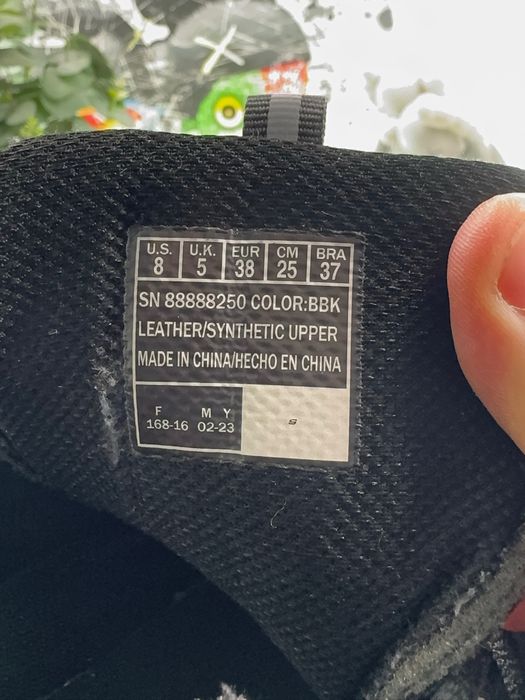 U.S. U.K. EUR CM BRA
8 5 38 25 37
SN 88888250 COLOR:BBK
LEATHER/SYNTHETIC UPPER
MADE IN CHINA/HECHO EN CHINA
F M Y
168-16 02-23
S